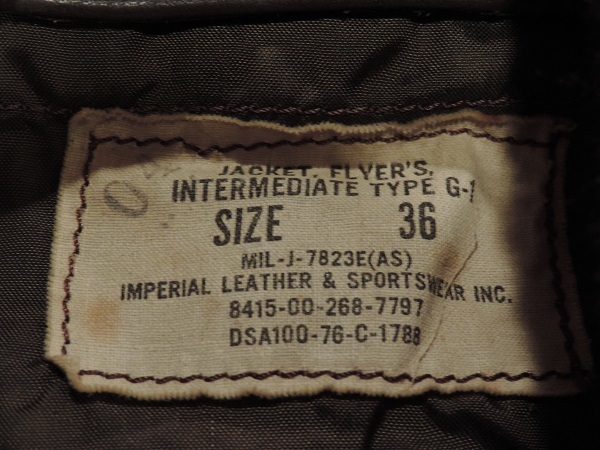 JACKET, FLYER'S,
INTERMEDIATE TYPE G-1
SIZE 36
MIL-J-7823E(AS)
IMPERIAL LEATHER & SPORTSWEAR INC.
8415-00-268-7797
DSA100-76-C-1788